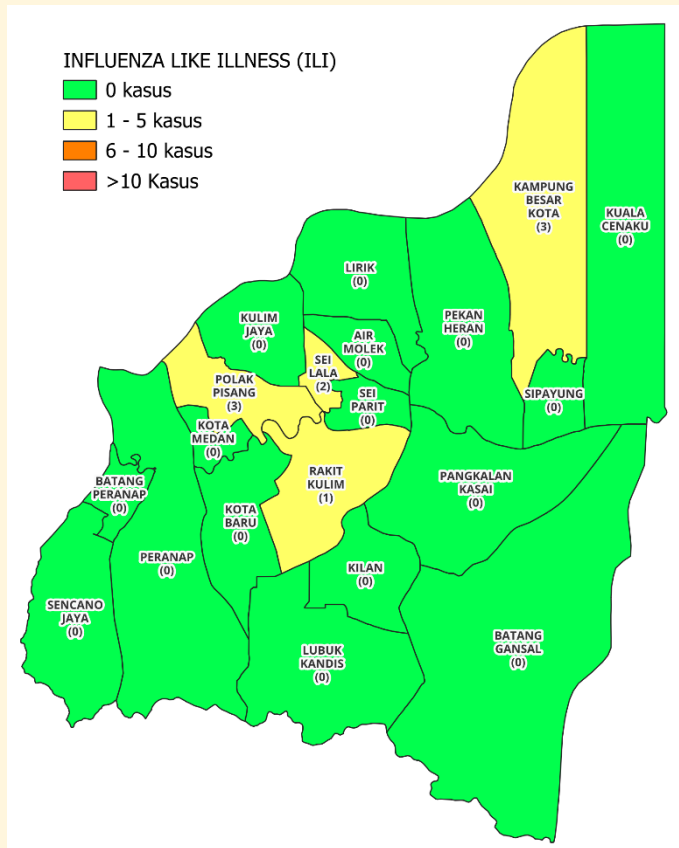 INFLUENZA LIKE ILLNESS (ILI)
0 kasus
1 - 5 kasus
6 - 10 kasus
>10 Kasus
KAMPUNG
BESAR
KOTA
(3)
KUALA
CENAKU
(0)
LIRIK
(0)
PEKAN
HERAN
(0)
KULIM
JAYA
(0)
AIR
MOLEK
(0)
SEI
LALA
(2)
POLAK
PISANG
(3)
SEI
PARIT
(0)
SIPAYUNG
(0)
KOTA
MEDAN
(0)
RAKIT
KULIM
(1)
PANGKALAN
KASAI
(0)
BATANG
PERANAP
(0)
KOTA
BARU
(0)
PERANAP
(0)
KILAN
(0)
SENCANO
JAYA
(0)
LUBUK
KANDIS
(0)
BATANG
GANSAL
(0)